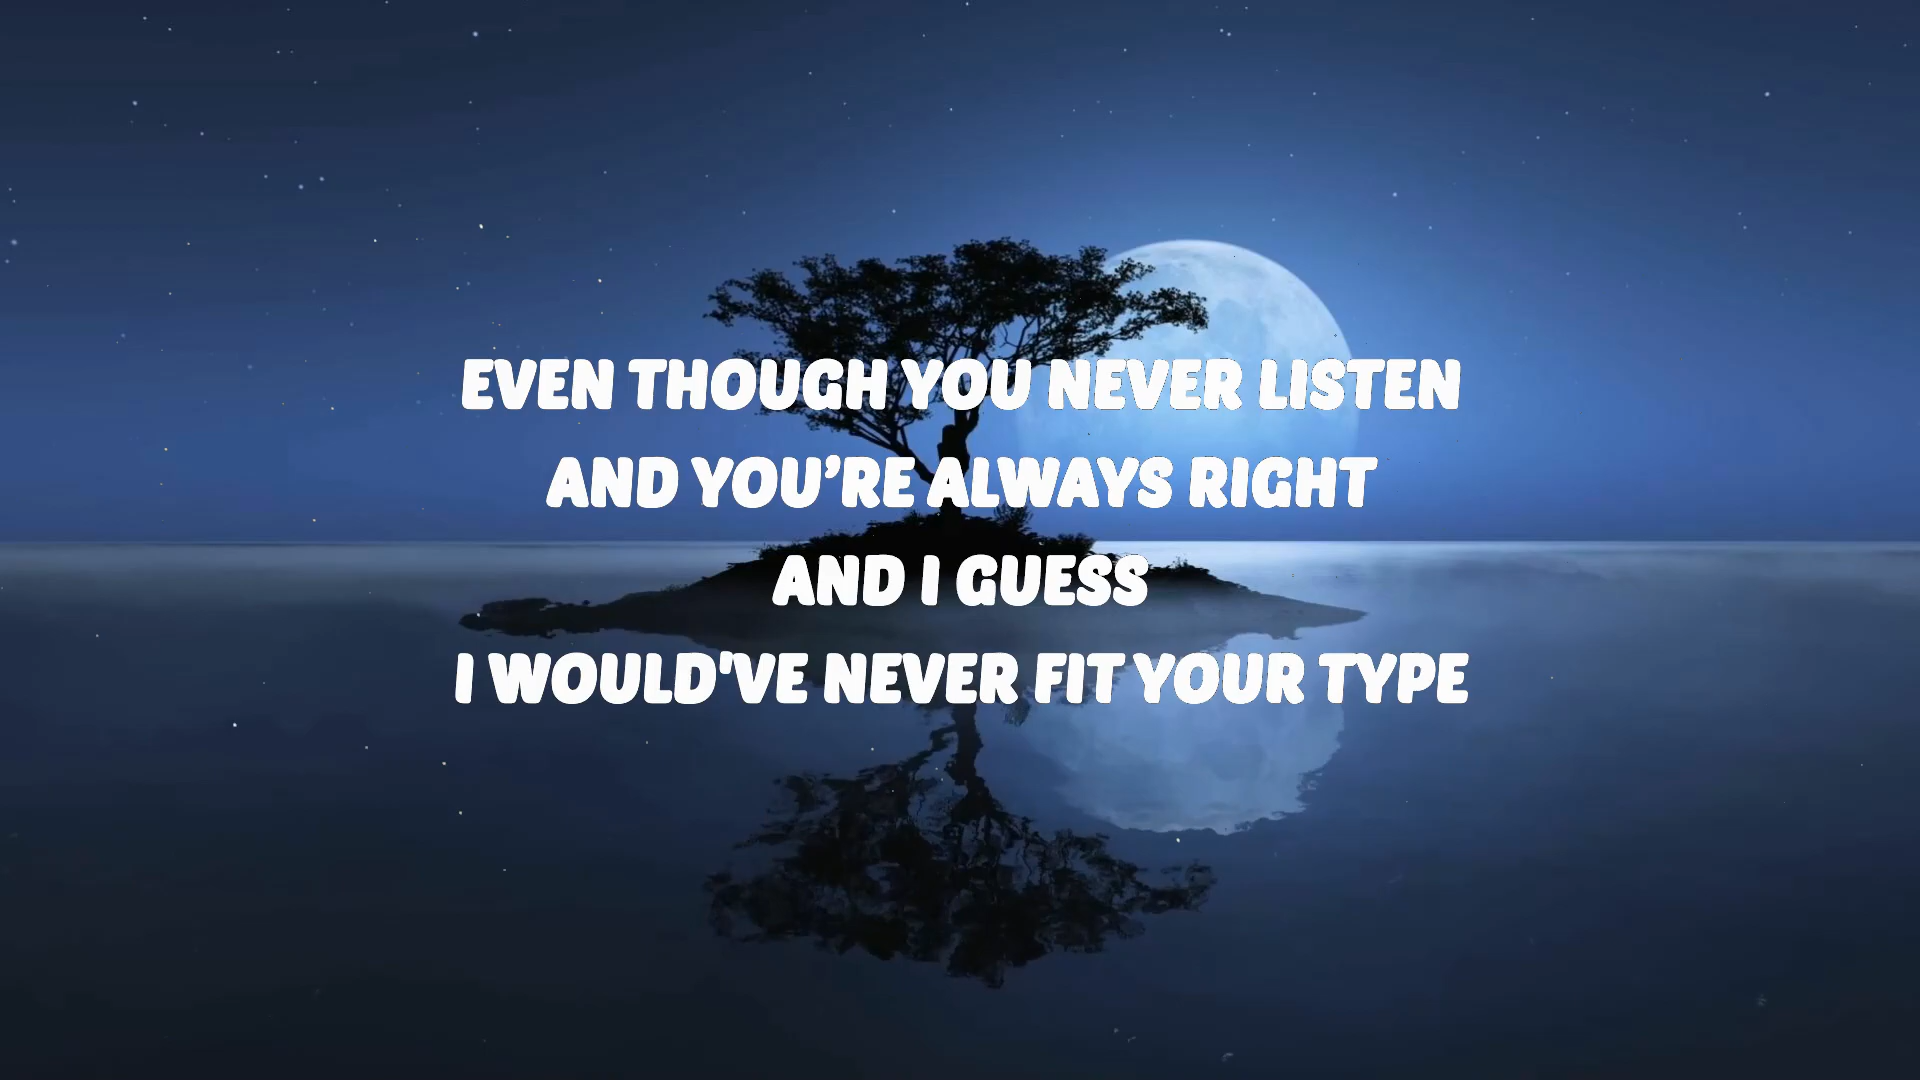 EVEN THOUGH YOU NEVER LISTEN
AND YOU’RE ALWAYS RIGHT
AND I GUESS
I WOULD'VE NEVER FIT YOUR TYPE